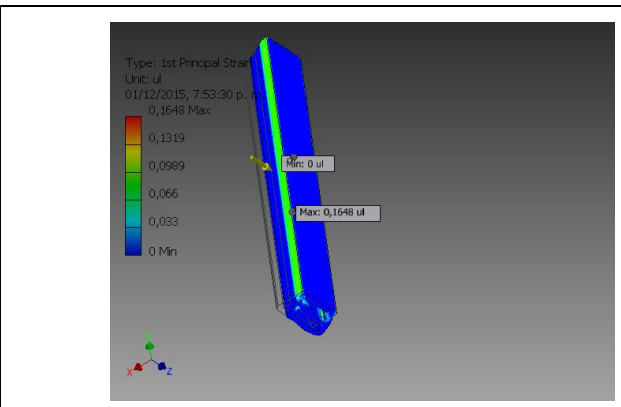 Type: 1st Principal Strain
Unit: ul
01/12/2015, 7:53:30 p. m
0,1648 Max
0,1319
0,0989
0,066
0,033
0 Min
Min: 0 ul
Max: 0,1648 ul
X
Z